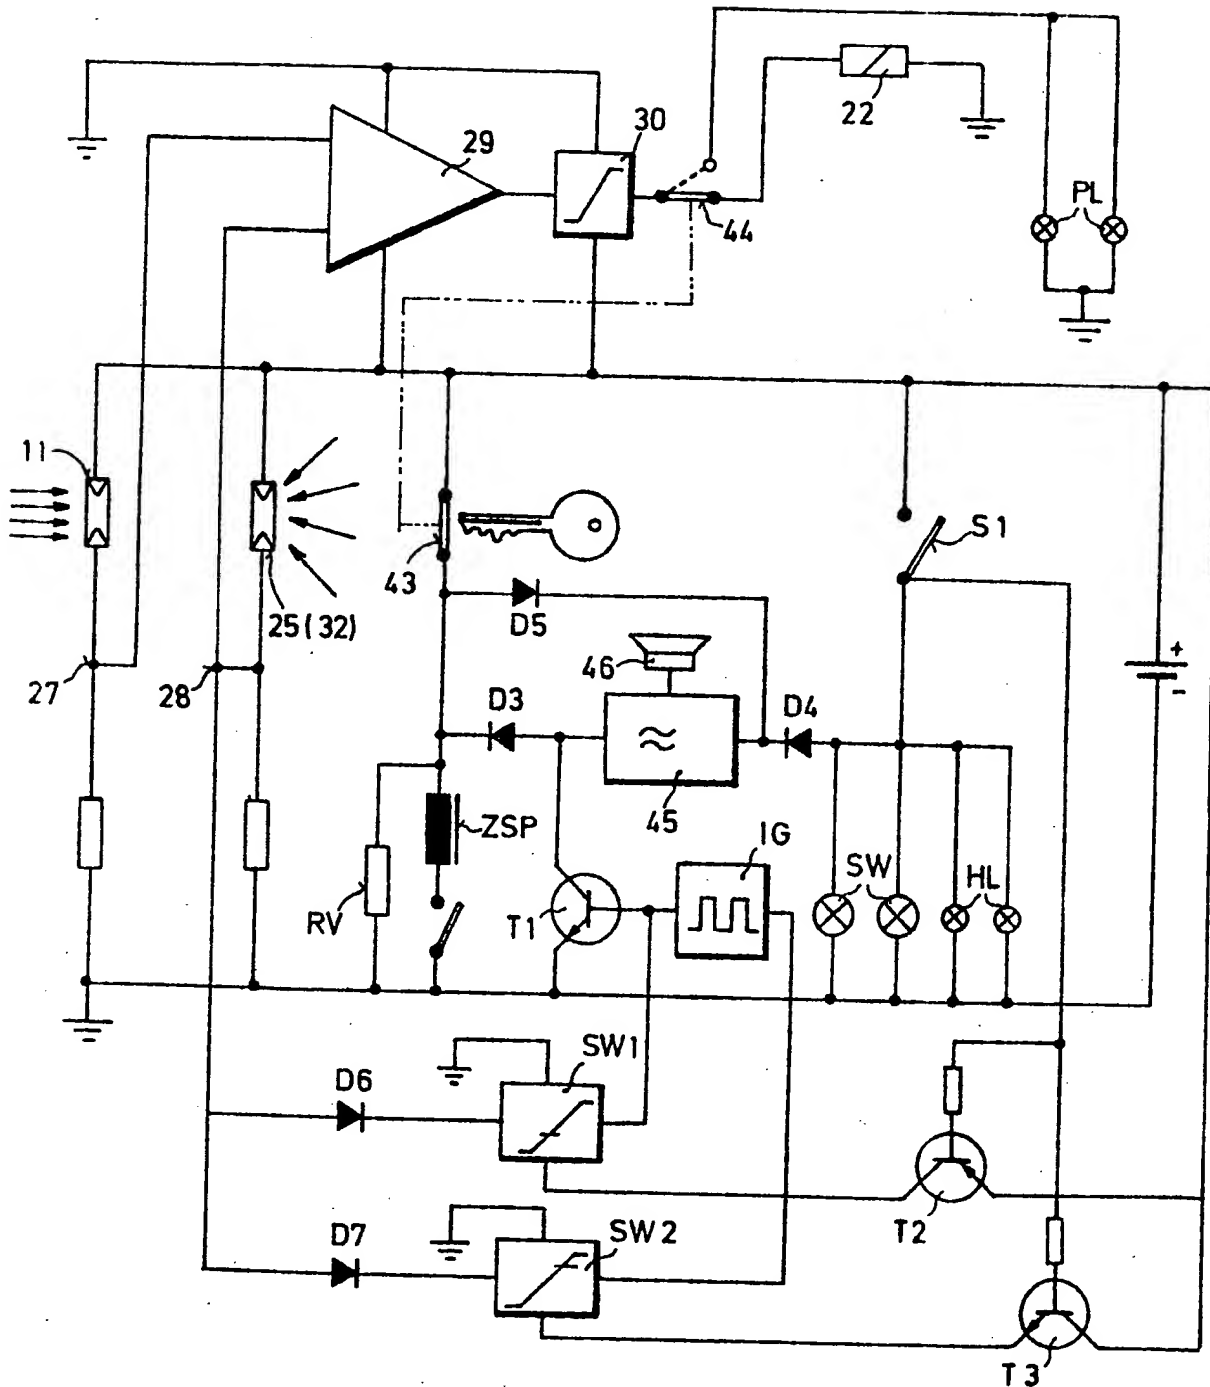 30
29
22
PL
44
11
S1
43
25(32)
D5
46
27
28
D3
D4
+
-
≈
45
ZSP
IG
SW
HL
RV
T1
SW1
D6
T2
D7
SW2
T3